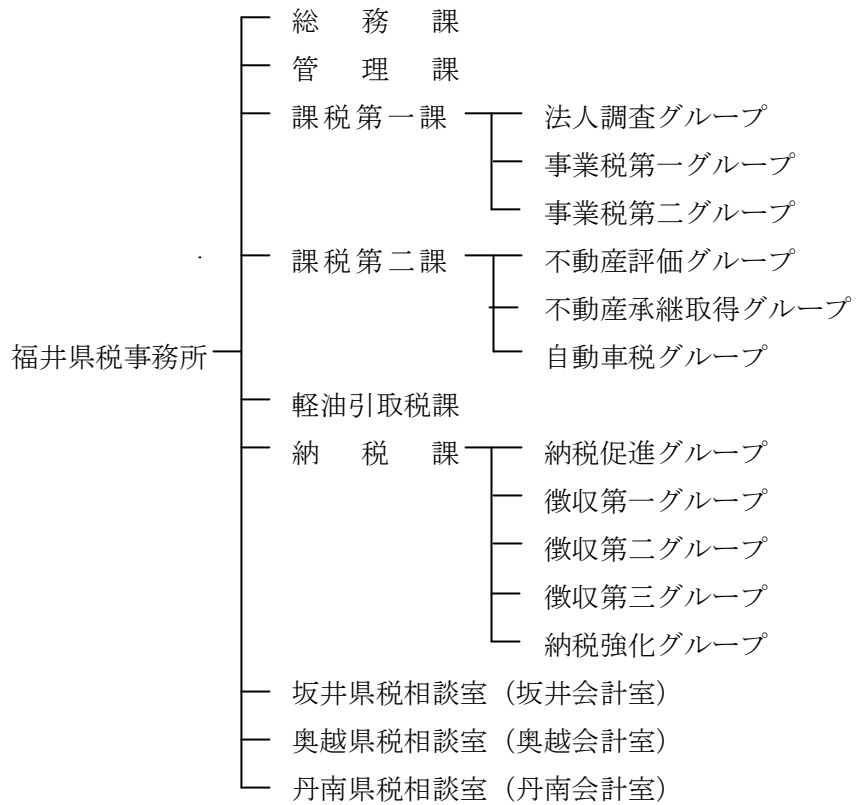 総務課
管理課
課税第一課 法人調査グループ
事業税第一グループ
事業税第二グループ
課税第二課 不動産評価グループ
不動産承継取得グループ
福井県税事務所 自動車税グループ
軽油引取税課
納税課 納税促進グループ
徴収第一グループ
徴収第二グループ
徴収第三グループ
納税強化グループ
坂井県税相談室（坂井会計室）
奥越県税相談室（奥越会計室）
丹南県税相談室（丹南会計室）